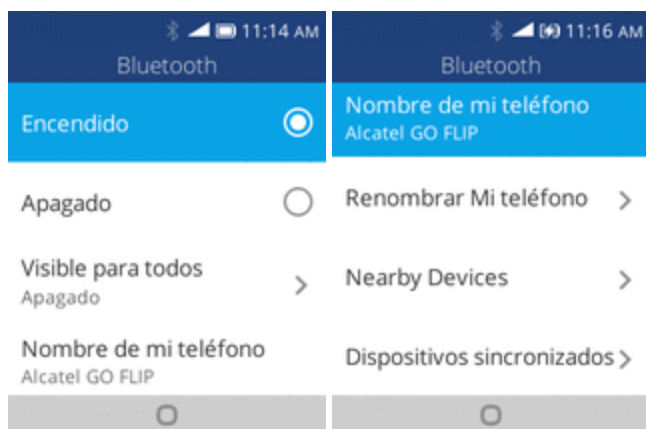 11:14 AM
Bluetooth
Encendido
Apagado
Visible para todos
Apagado
Nombre de mi teléfono
Alcatel GO FLIP
11:16 AM
Bluetooth
Nombre de mi teléfono
Alcatel GO FLIP
Renombrar Mi teléfono
Nearby Devices
Dispositivos sincronizados